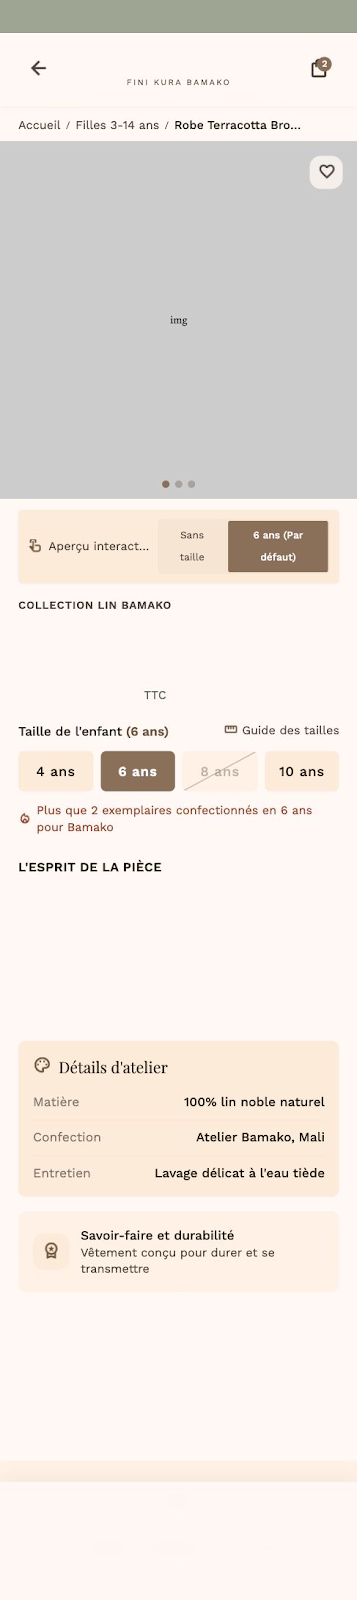 2
FINI KURA BAMAKO
Accueil / Filles 3-14 ans / Robe Terracotta Bro...
img
Aperçu interact...
Sans
taille
6 ans (Par
défaut)
COLLECTION LIN BAMAKO
TTC
Taille de l'enfant (6 ans)
Guide des tailles
4 ans
6 ans
8 ans
10 ans
Plus que 2 exemplaires confectionnés en 6 ans
pour Bamako
L'ESPRIT DE LA PIÈCE
Détails d'atelier
Matière
100% lin noble naturel
Confection
Atelier Bamako, Mali
Entretien
Lavage délicat à l'eau tiède
Savoir-faire et durabilité
Vêtement conçu pour durer et se
transmettre